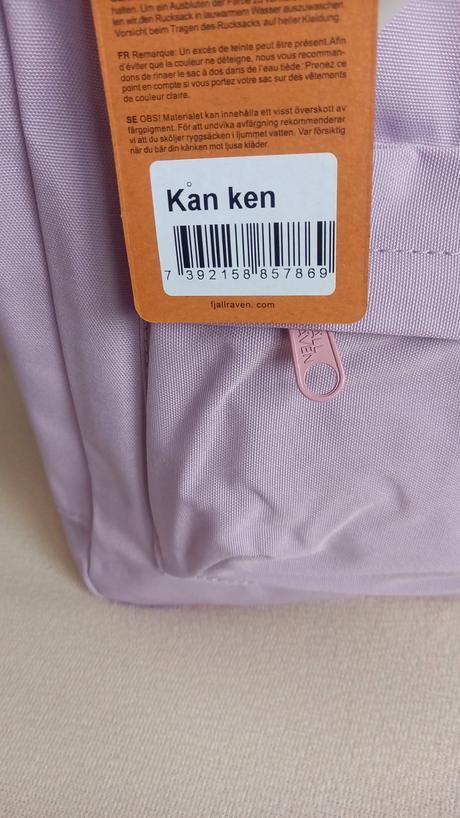 halten. Um ein Ausbluten der Farbe zu
len wir den Rucksack in lauwarmem Wasser auszuwaschen
Vorsicht beim Tragen des Rucksacks auf heller Kleidung.
FR Remarque: Un excès de teinte peut être présent. Afin
d'éviter que la couleur ne déteigne, nous vous recomman-
dons de rinaer le sac à dos dans de l'eau tiède. Prenez ce
point en compte si vous portez votre sac sur des vêtements
de couleur claire.
SE OBS! Materialet kan innehålla ett visst överskott av
färgpigment. För att undvika avfärgning rekommenderar
vi att du sköljer ryggsäcken i ljummet vatten. Var försiktig
när du bär din kånken mot ljusa kläder.
Kån ken
7 392158 857869
fjallraven. com
RAVEN